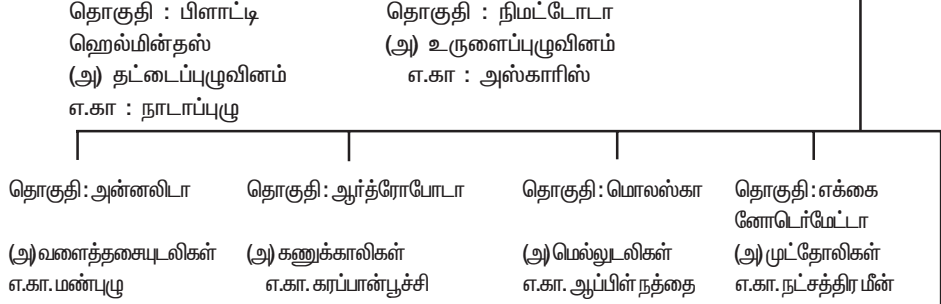 தொகுதி : பிளாட்டி
ஹெல்மின்தஸ்
(அ) தட்டைப்புழுவினம்
எ.கா : நாடாப்புழு
தொகுதி : நிமட்டோடா
(அ) உருளைப்புழுவினம்
எ.கா : அஸ்காரிஸ்
தொகுதி : அன்னலிடா
(அ) வளைத்தசையுடலிகள்
எ.கா. மண்புழு
தொகுதி : ஆர்த்ரோபோடா
(அ) கணுக்காலிகள்
எ.கா. கரப்பான்பூச்சி
தொகுதி : மொலஸ்கா
(அ) மெல்லுடலிகள்
எ.கா. ஆப்பிள் நத்தை
தொகுதி : எக்கை
னோடெர்மேட்டா
(அ) முட்தோலிகள்
எ.கா. நட்சத்திர மீன்